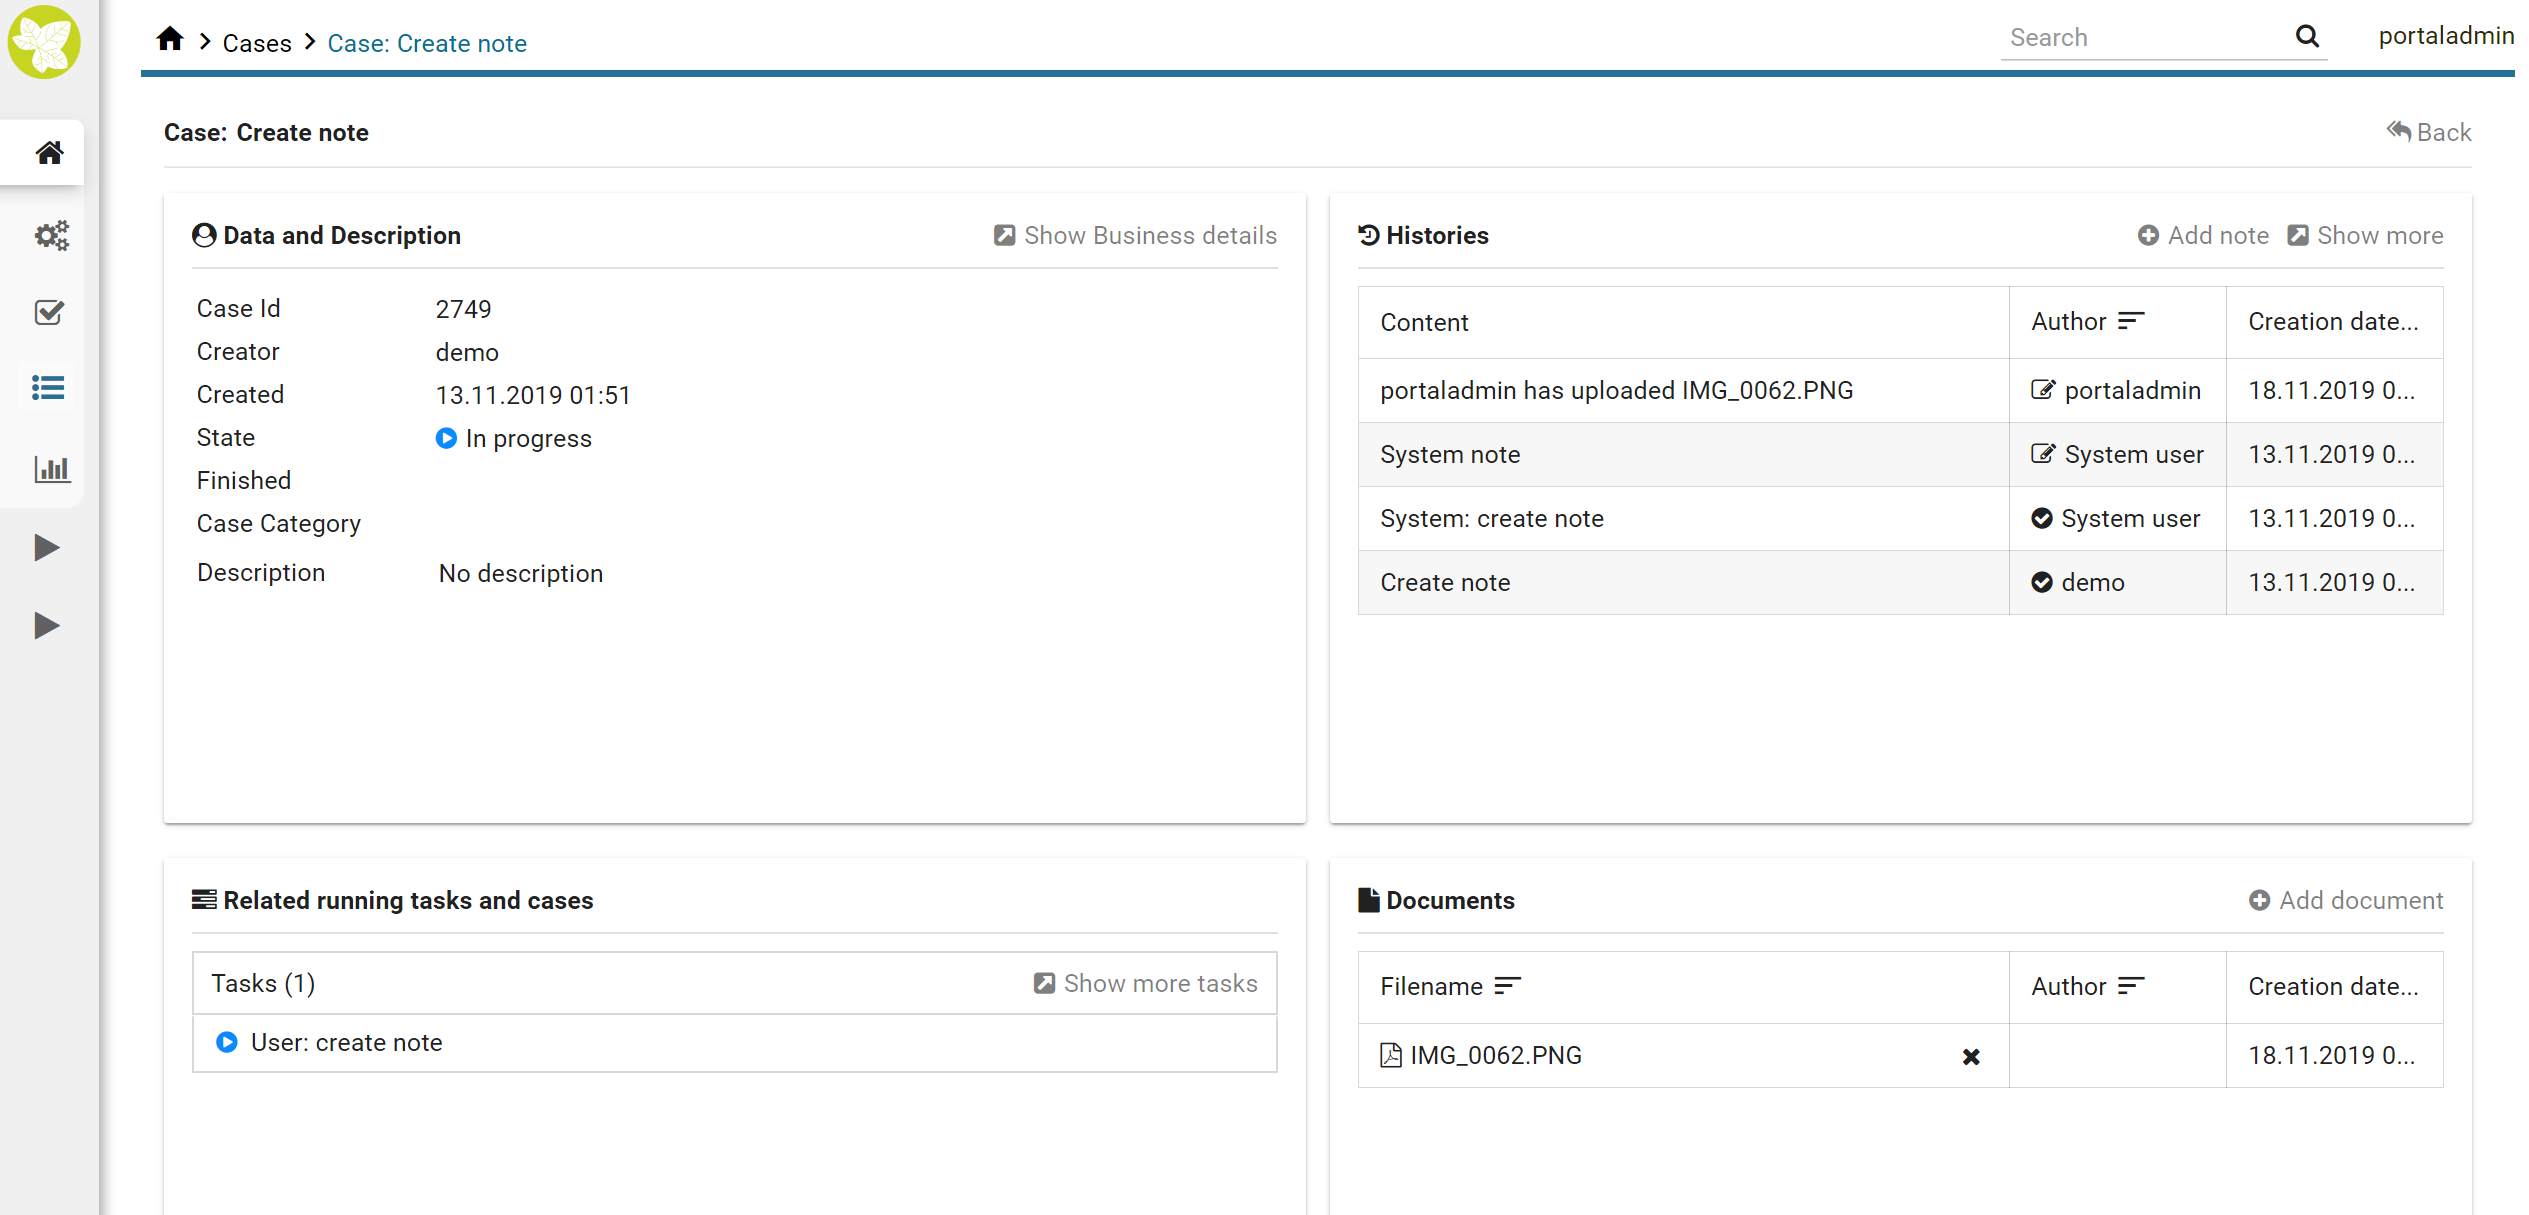 Cases
Case: Create note
Search
portaladmin
Case: Create note
Back
Data and Description
Show Business details
Case Id 2749
Creator demo
Created 13.11.2019 01:51
State In progress
Finished
Case Category
Description No description
Histories
Add note Show more
Content Author Creation date...
portaladmin has uploaded IMG_0062.PNG portaladmin 18.11.2019 0...
System note System user 13.11.2019 0...
System: create note System user 13.11.2019 0...
Create note demo 13.11.2019 0...
Related running tasks and cases
Tasks (1) Show more tasks
User: create note
Documents
Add document
Filename Author Creation date...
IMG_0062.PNG 18.11.2019 0...